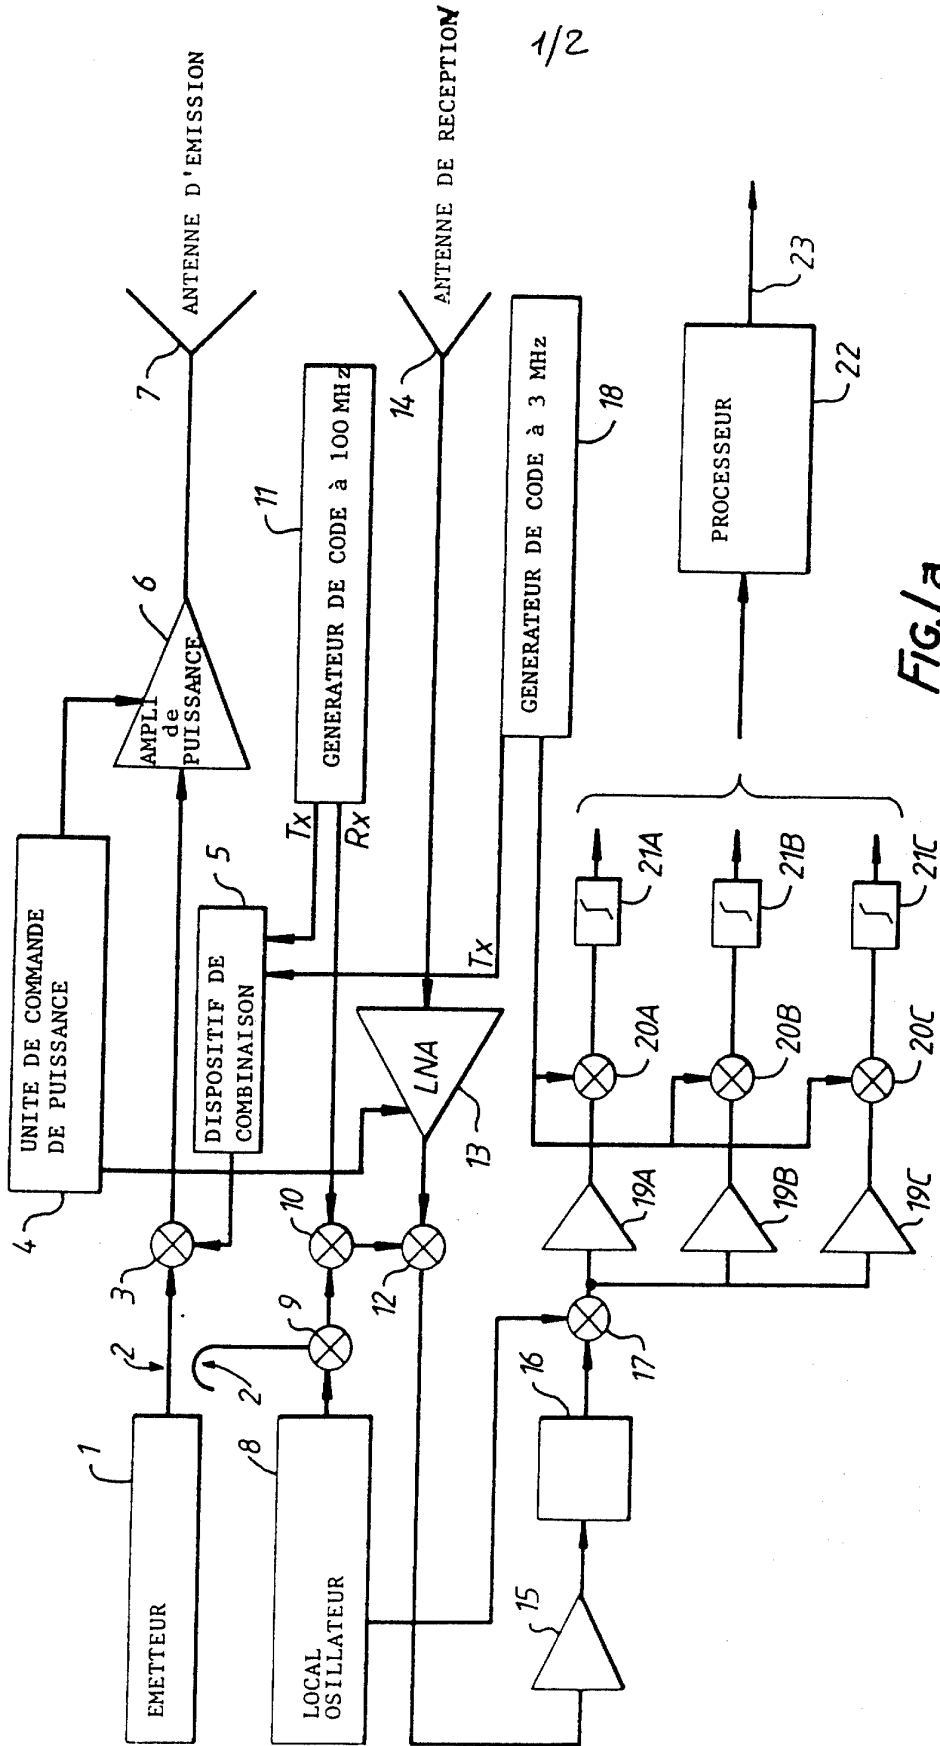 1/2
4
UNITE DE COMMANDE
DE PUISSANCE
6
AMPLI
de
PUISSANCE
7
ANTENNE D'EMISSION
1
EMETTEUR
2
3
5
DISPOSITIF DE
COMBINAISON
Tx
Rx
11
GENERATEUR DE CODE à 100 MHz
8
LOCAL
OSILLATEUR
2
9
10
12
LNA
13
14
ANTENNE DE RECEPTION
Tx
GENERATEUR DE CODE à 3 MHz
18
15
16
17
19A
20A
21A
19B
20B
21B
19C
20C
21C
PROCESSEUR
22
23
FIG.1a